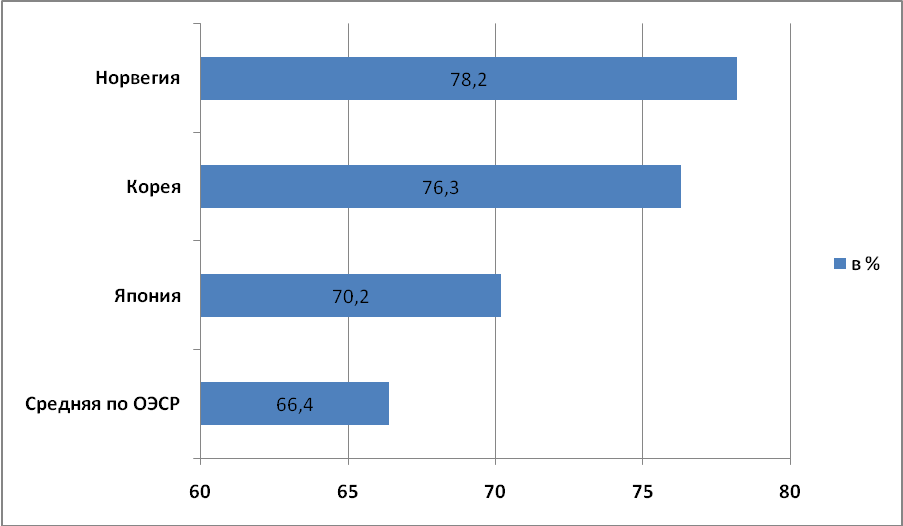 Норвегия
78,2
Корея
76,3
Япония
70,2
Средняя по ОЭСР
66,4
60 65 70 75 80
в %